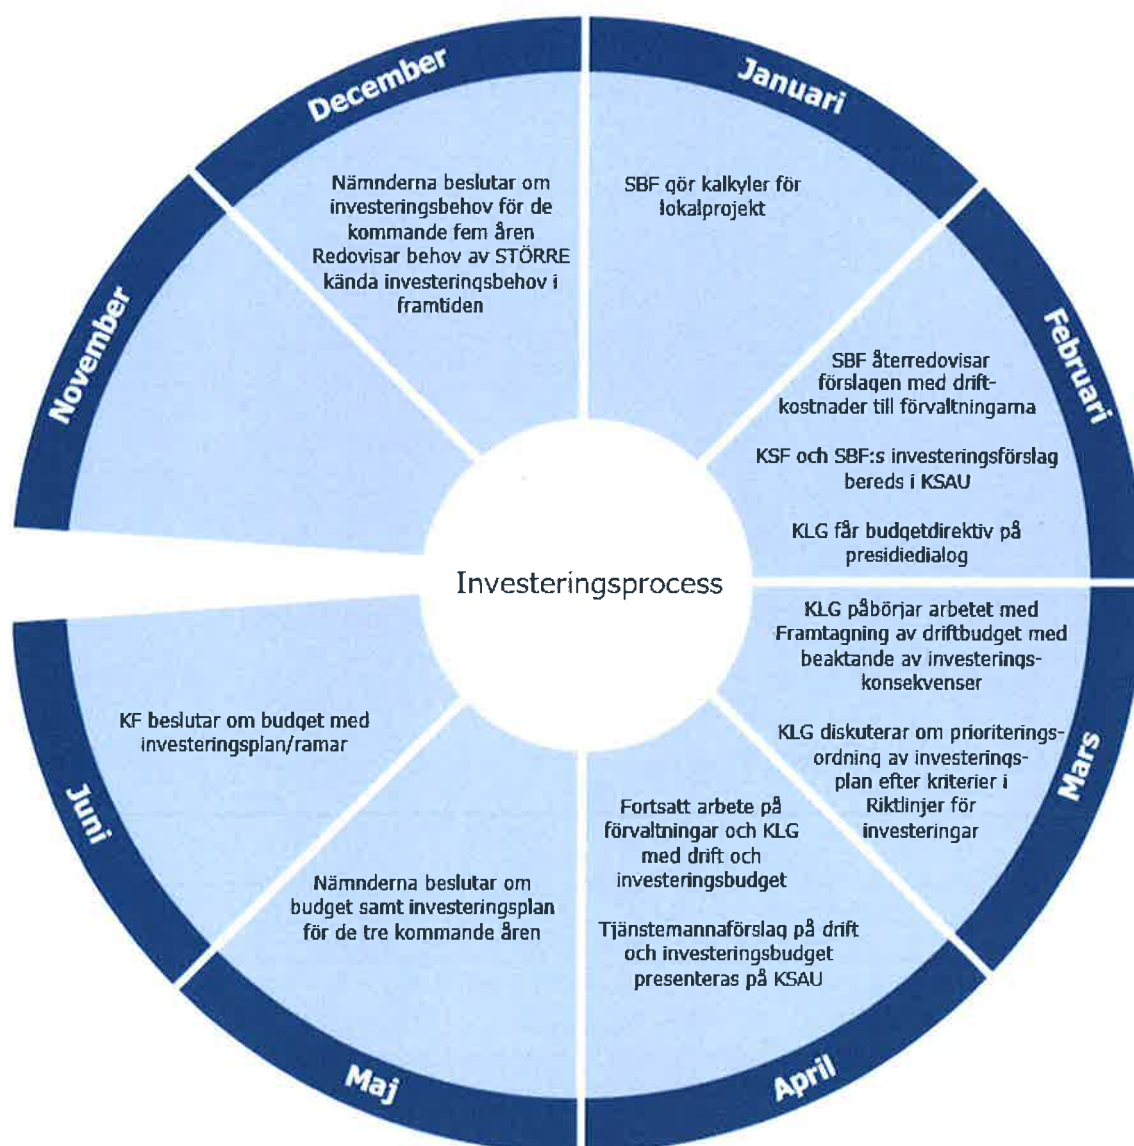 December
Nämnderna beslutar om
investeringsbehov för de
kommande fem åren
Redovisar behov av STÖRRE
kända investeringsbehov i
framtiden
Januari
SBF gör kalkyler för
lokalprojekt
Februari
SBF återredovisar
förslagen med drift-
kostnader till förvaltningarna
KSF och SBF:s investeringsförslag
bereds i KSAU
KLG får budgetdirektiv på
presidiedialog
Mars
KLG påbörjar arbetet med
Framtagning av driftbudget med
beaktande av investerings-
konsekvenser
KLG diskuterar om prioriterings-
ordning av investerings-
plan efter kriterier i
Riktlinjer för
investeringar
April
Fortsatt arbete på
förvaltningar och KLG
med drift och
investeringsbudget
Tjänstemannaförslag på drift
och investeringsbudget
presenteras på KSAU
Maj
Nämnderna beslutar om
budget samt investeringsplan
för de tre kommande åren
Juni
KF beslutar om budget med
investeringsplan/ramar
November
Investeringsprocess